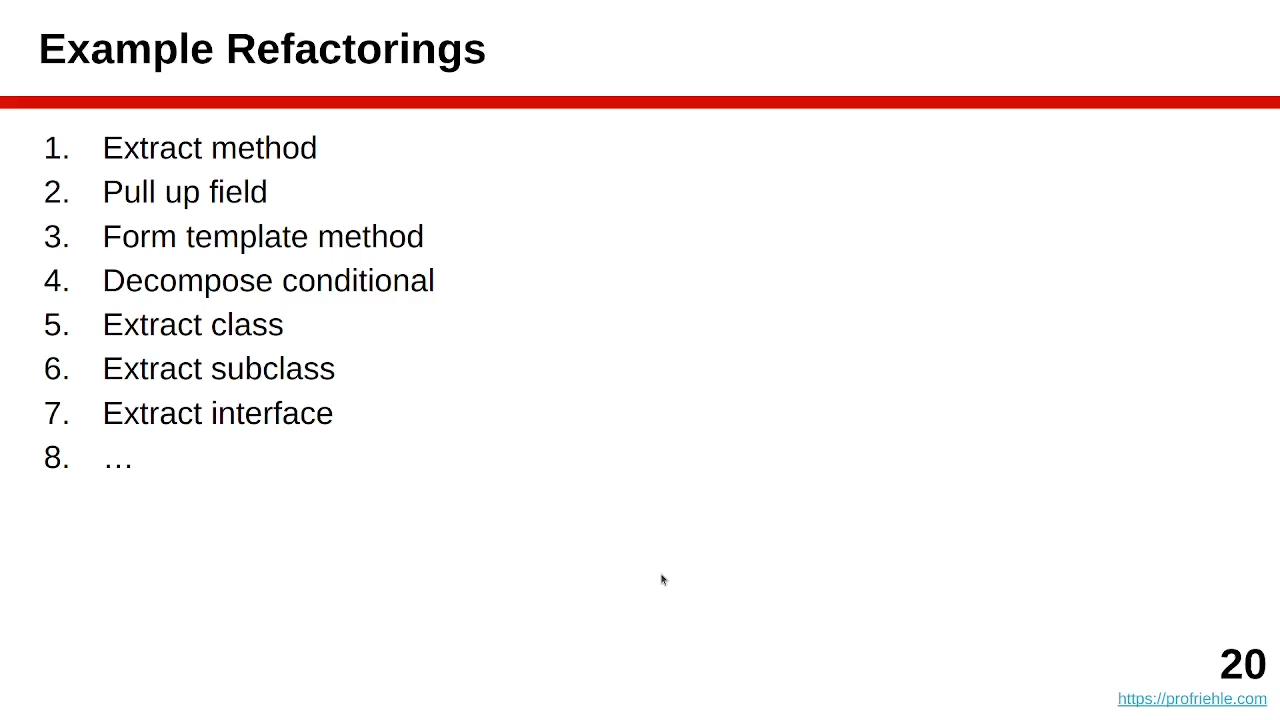 Example Refactorings
1. Extract method
2. Pull up field
3. Form template method
4. Decompose conditional
5. Extract class
6. Extract subclass
7. Extract interface
8. …
20
https://profriehle.com